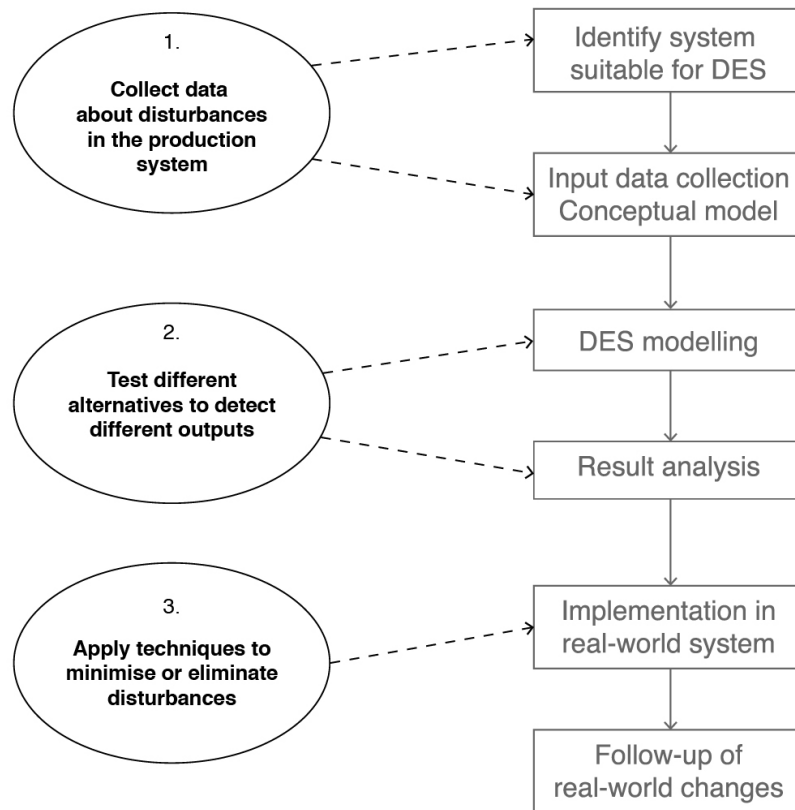 1.
Collect data
about disturbances
in the production
system
Identify system
suitable for DES
Input data collection
Conceptual model
2.
Test different
alternatives to detect
different outputs
DES modelling
Result analysis
3.
Apply techniques to
minimise or eliminate
disturbances
Implementation in
real-world system
Follow-up of
real-world changes